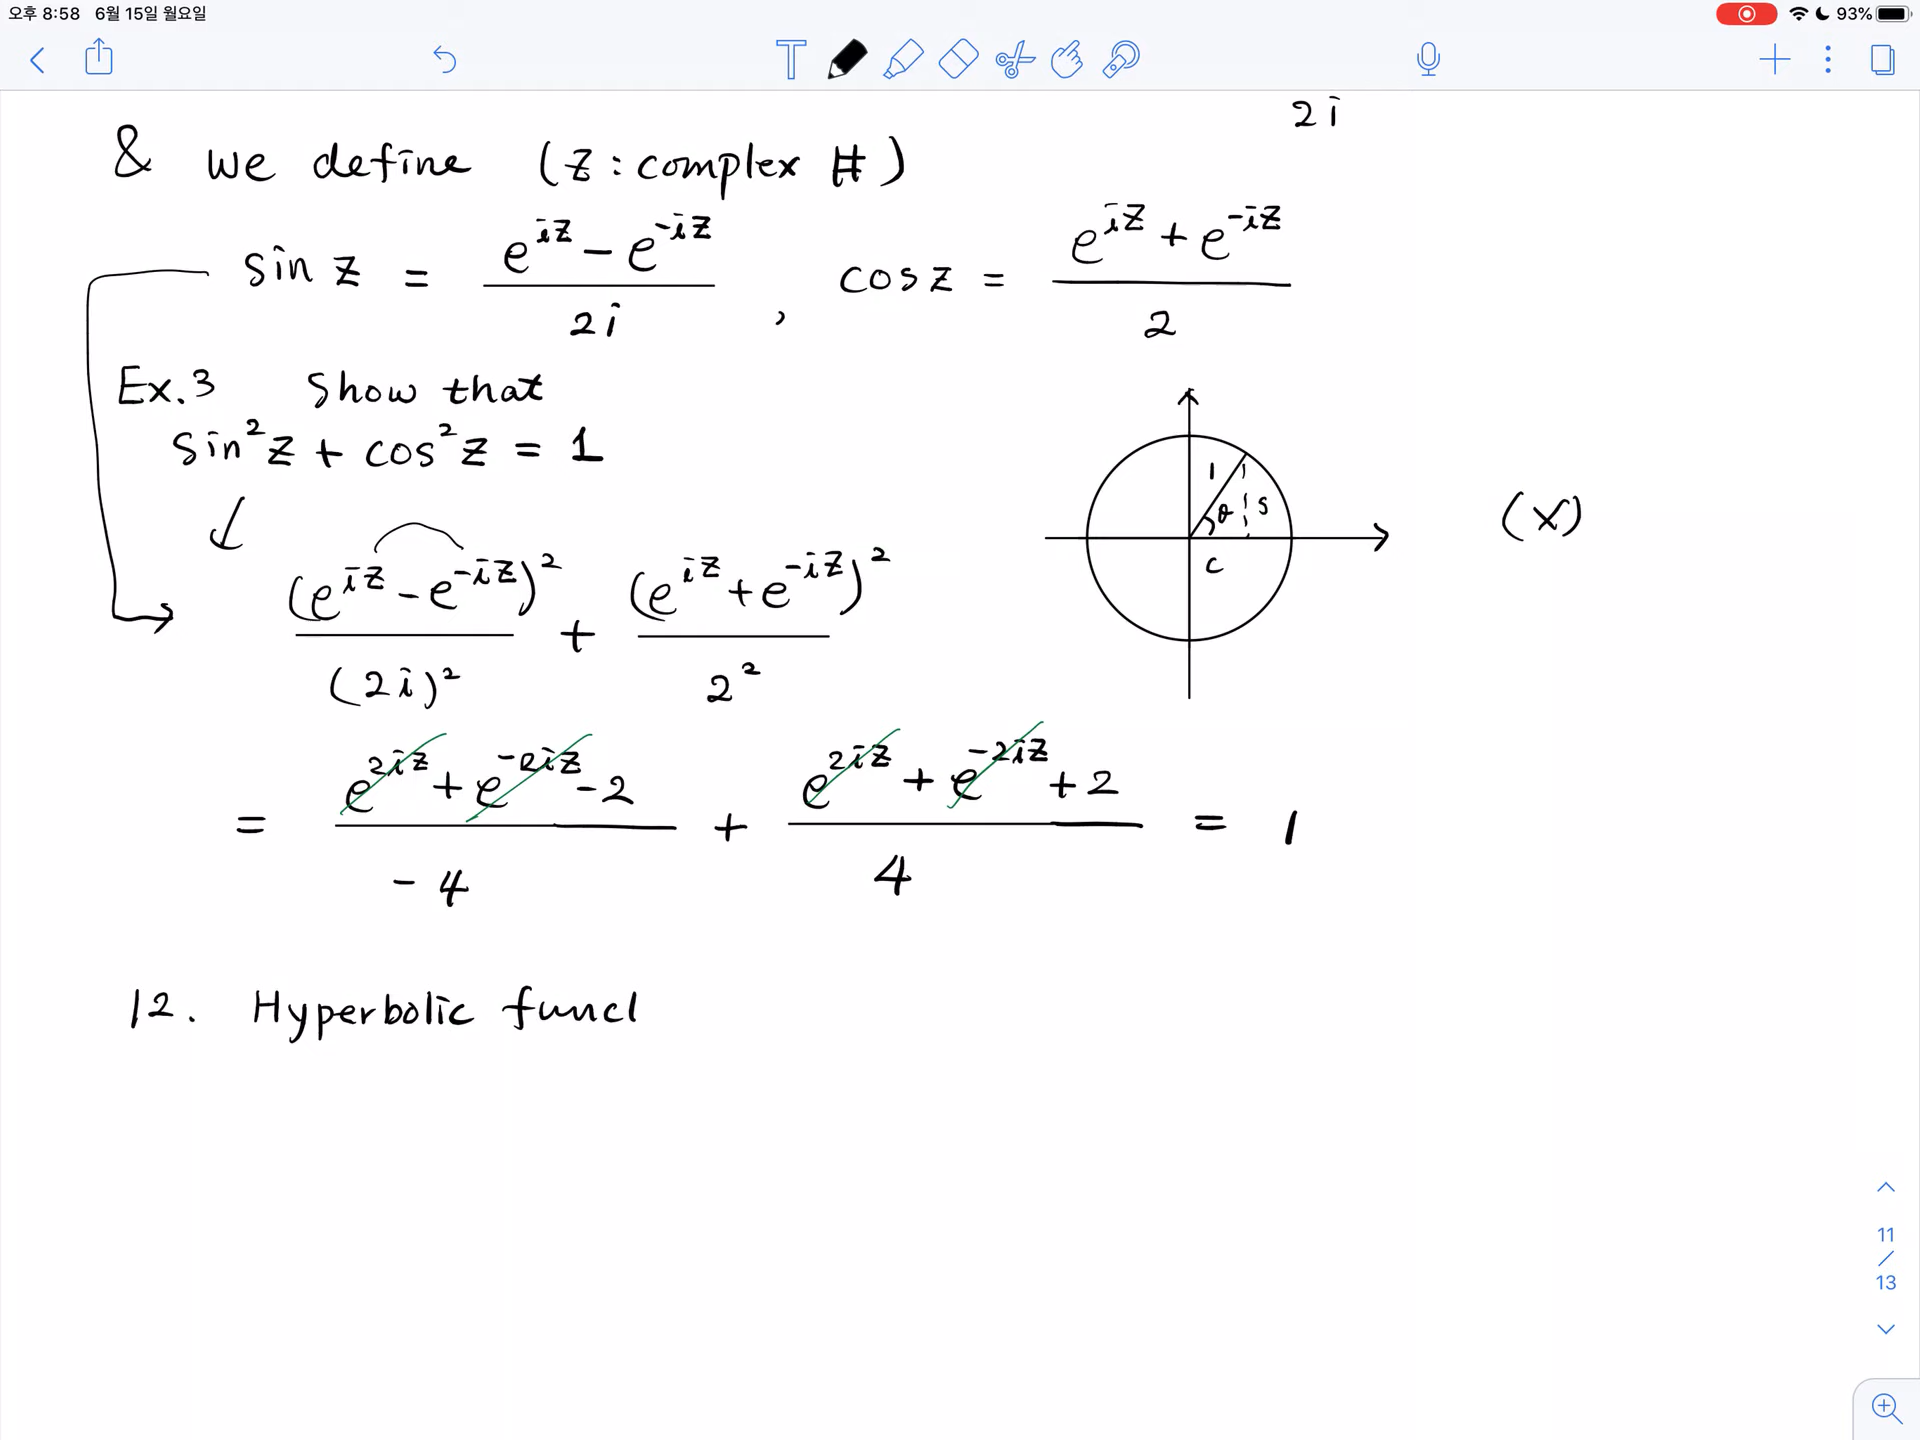 오후 8:58 6월 15일 월요일 93%
T
2i
& we define (z : complex #)
sin z = (e^{iz} - e^{-iz}) / 2i , cos z = (e^{iz} + e^{-iz}) / 2
Ex.3 Show that
sin²z + cos²z = 1
1 θ s c
(x)
(e^{iz} - e^{-iz})² / (2i)² + (e^{iz} + e^{-iz})² / 2²
= (e^{2iz} + e^{-2iz} - 2) / -4 + (e^{2iz} + e^{-2iz} + 2) / 4 = 1
12. Hyperbolic funcl
11
/
13